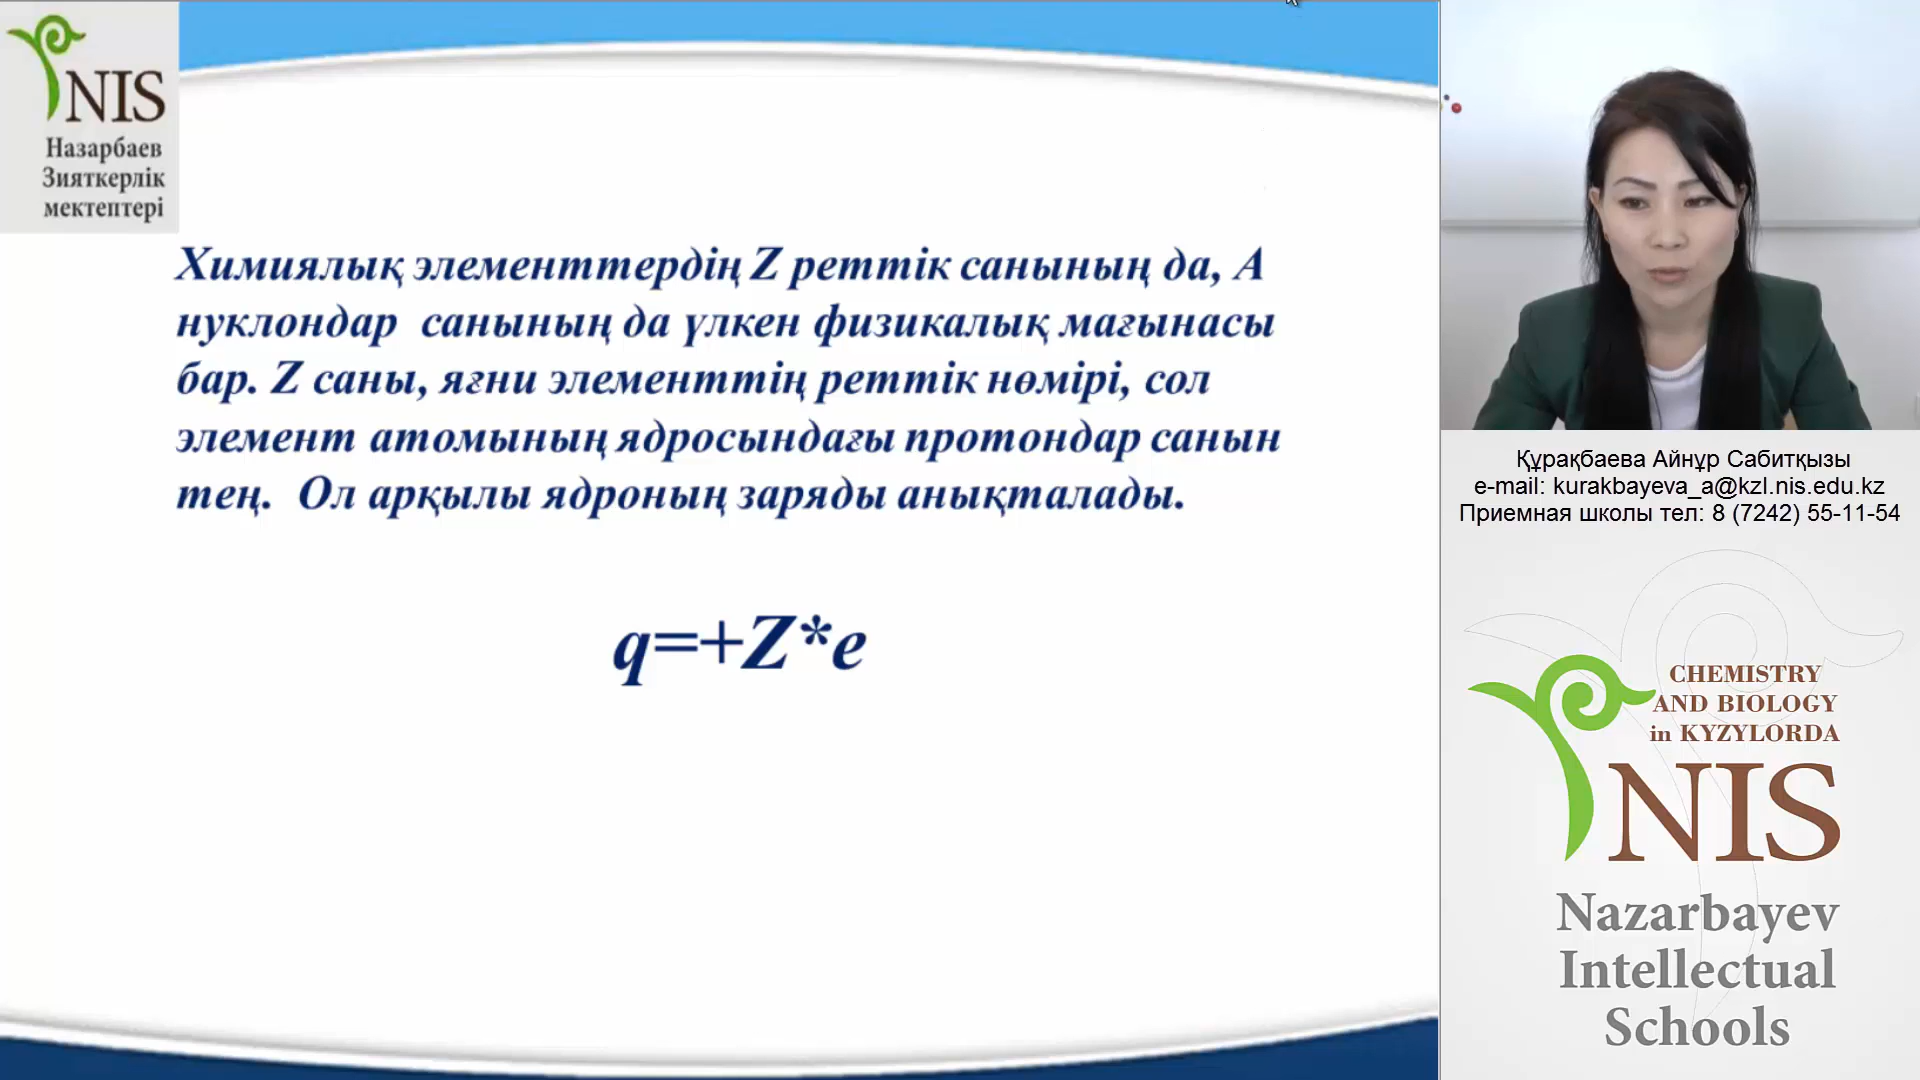 NIS
Назарбаев
Зияткерлік
мектептері
Химиялық элементтердің Z реттік санының да, А
нуклондар санының да үлкен физикалық мағынасы
бар. Z саны, яғни элементтің реттік нөмірі, сол
элемент атомының ядросындағы протондар санын
тең. Ол арқылы ядроның заряды анықталады.
q=+Z*e
Құрақбаева Айнұр Сабитқызы
e-mail: kurakbayeva_a@kzl.nis.edu.kz
Приемная школы тел: 8 (7242) 55-11-54
CHEMISTRY
AND BIOLOGY
in KYZYLORDA
NIS
Nazarbayev
Intellectual
Schools